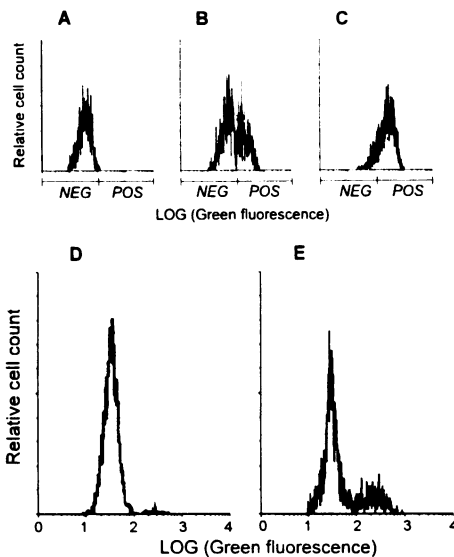 A B C
Relative cell count
NEG POS NEG POS NEG POS
LOG (Green fluorescence)
D E
Relative cell count
0 1 2 3 4 0 1 2 3 4
LOG (Green fluorescence)